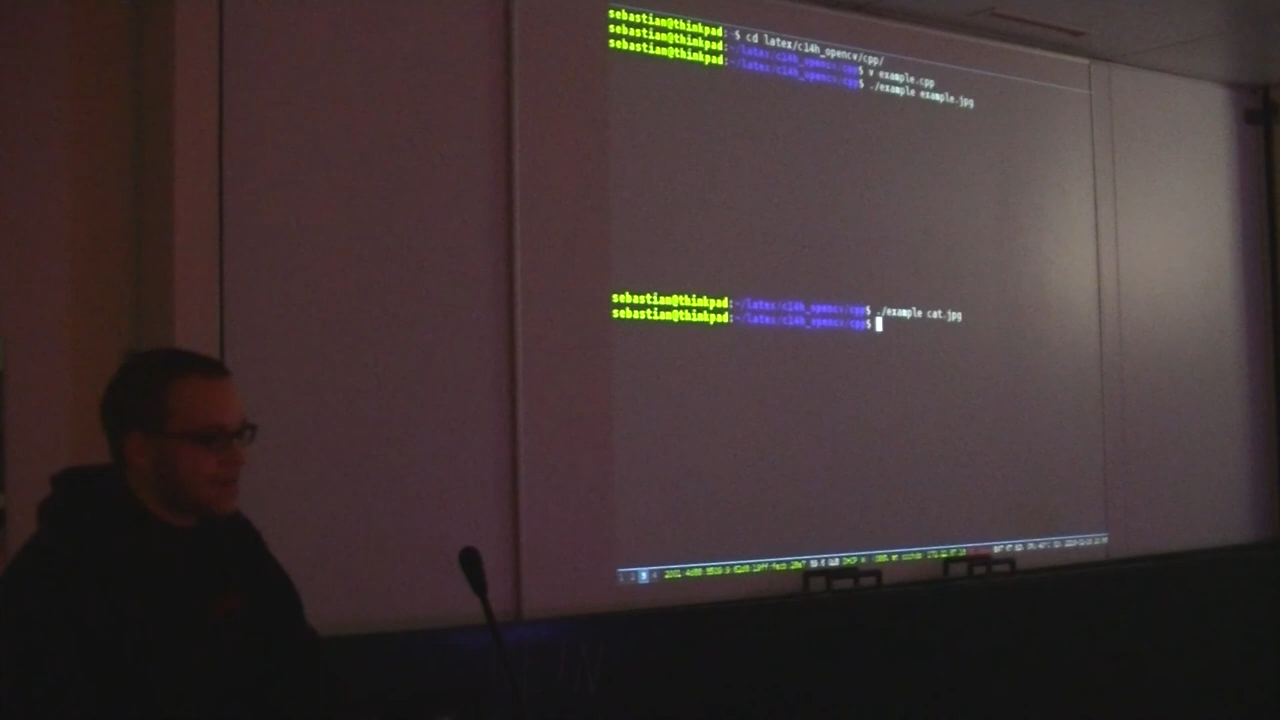 sebastian@thinkpad:~$ cd latex/c14h_opencv/cpp/
sebastian@thinkpad:~/latex/c14h_opencv/cpp$ v example.cpp
sebastian@thinkpad:~/latex/c14h_opencv/cpp$ ./example example.jpg
sebastian@thinkpad:~/latex/c14h_opencv/cpp$ ./example cat.jpg
sebastian@thinkpad:~/latex/c14h_opencv/cpp$